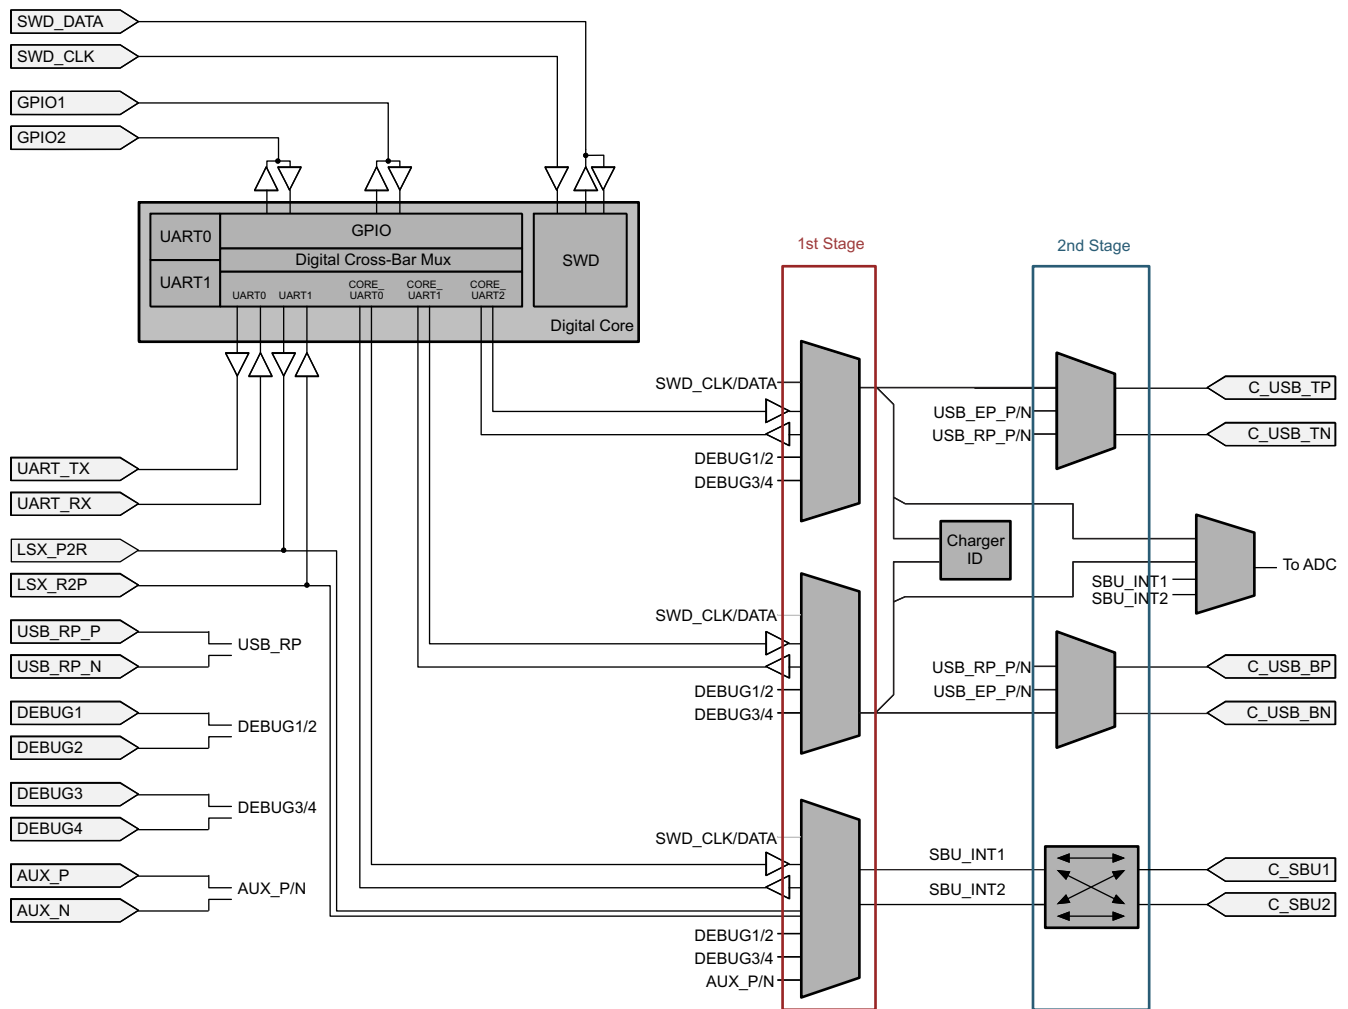 SWD_DATA
SWD_CLK
GPIO1
GPIO2
UART0
GPIO
Digital Cross-Bar Mux
UART1
UART0
UART1
CORE_
UART0
CORE_
UART1
CORE_
UART2
SWD
Digital Core
1st Stage
2nd Stage
SWD_CLK/DATA
DEBUG1/2
DEBUG3/4
USB_EP_P/N
USB_RP_P/N
C_USB_TP
C_USB_TN
UART_TX
UART_RX
LSX_P2R
LSX_R2P
Charger
ID
SBU_INT1
SBU_INT2
To ADC
USB_RP_P
USB_RP_N
USB_RP
SWD_CLK/DATA
DEBUG1/2
DEBUG3/4
USB_RP_P/N
USB_EP_P/N
C_USB_BP
C_USB_BN
DEBUG1
DEBUG2
DEBUG1/2
DEBUG3
DEBUG4
DEBUG3/4
AUX_P
AUX_N
AUX_P/N
SWD_CLK/DATA
DEBUG1/2
DEBUG3/4
AUX_P/N
SBU_INT1
SBU_INT2
C_SBU1
C_SBU2